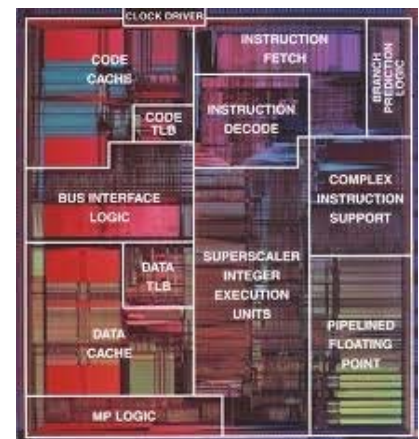 CLOCK DRIVER
CODE
CACHE
INSTRUCTION
FETCH
BRANCH
PREDICTION
LOGIC
CODE
TLB
INSTRUCTION
DECODE
BUS INTERFACE
LOGIC
COMPLEX
INSTRUCTION
SUPPORT
DATA
TLB
SUPERSCALER
INTEGER
EXECUTION
UNITS
DATA
CACHE
PIPELINED
FLOATING
POINT
MP LOGIC